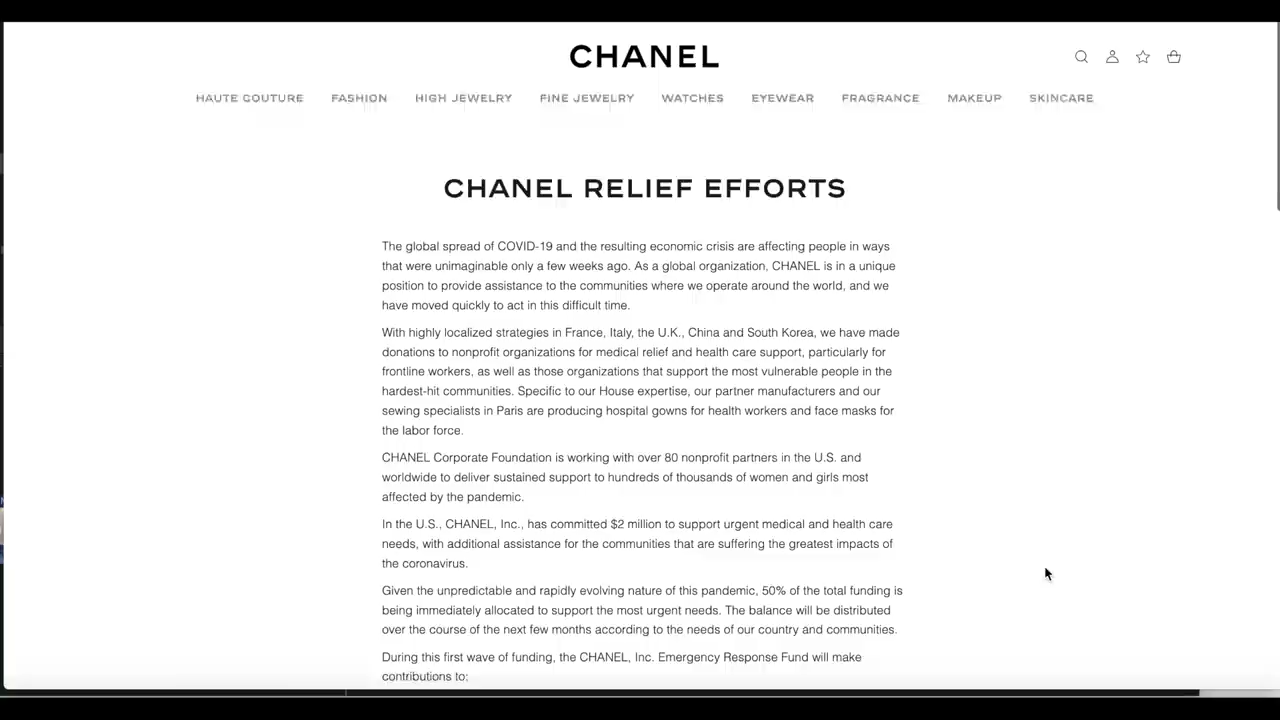 CHANEL
HAUTE COUTURE FASHION HIGH JEWELRY FINE JEWELRY WATCHES EYEWEAR FRAGRANCE MAKEUP SKINCARE
CHANEL RELIEF EFFORTS
The global spread of COVID-19 and the resulting economic crisis are affecting people in ways
that were unimaginable only a few weeks ago. As a global organization, CHANEL is in a unique
position to provide assistance to the communities where we operate around the world, and we
have moved quickly to act in this difficult time.
With highly localized strategies in France, Italy, the U.K., China and South Korea, we have made
donations to nonprofit organizations for medical relief and health care support, particularly for
frontline workers, as well as those organizations that support the most vulnerable people in the
hardest-hit communities. Specific to our House expertise, our partner manufacturers and our
sewing specialists in Paris are producing hospital gowns for health workers and face masks for
the labor force.
CHANEL Corporate Foundation is working with over 80 nonprofit partners in the U.S. and
worldwide to deliver sustained support to hundreds of thousands of women and girls most
affected by the pandemic.
In the U.S., CHANEL, Inc., has committed $2 million to support urgent medical and health care
needs, with additional assistance for the communities that are suffering the greatest impacts of
the coronavirus.
Given the unpredictable and rapidly evolving nature of this pandemic, 50% of the total funding is
being immediately allocated to support the most urgent needs. The balance will be distributed
over the course of the next few months according to the needs of our country and communities.
During this first wave of funding, the CHANEL, Inc. Emergency Response Fund will make
contributions to: